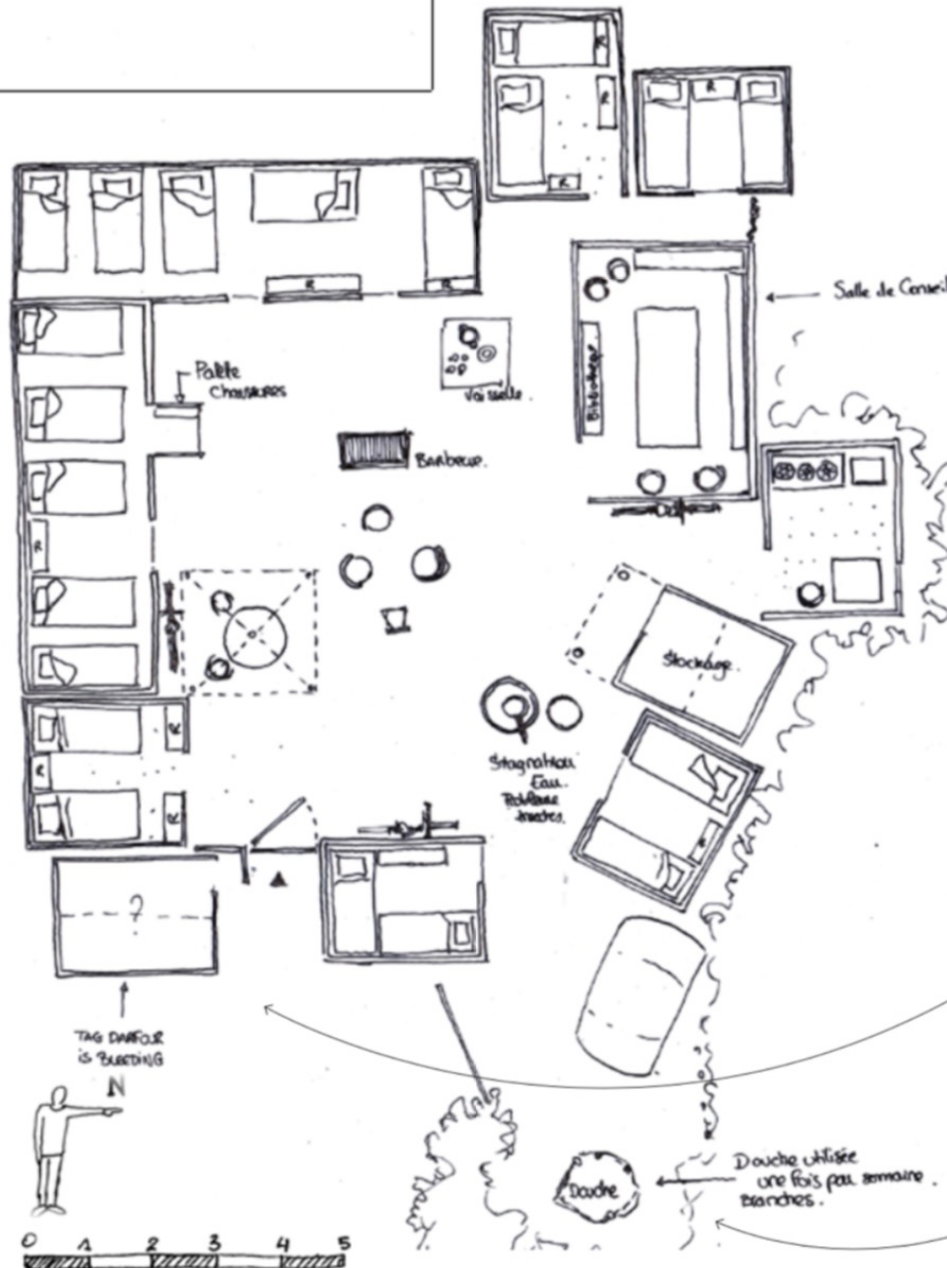 R
R
R
R
R
R
Salle de Conseil
Palette
Chaussures
Vaisselle.
Bibliothèque
Barbecue.
R
Stockage.
R
R
R
Stagnation
Eau.
Problème
R
?
TAG DARFOUR
is BLEEDING
N
Douche
Douche utilisée
une fois par semaine.
Branches.
0 1 2 3 4 5